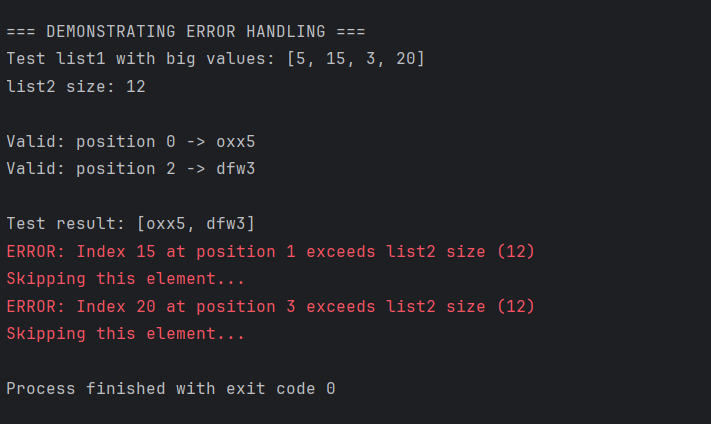 === DEMONSTRATING ERROR HANDLING ===
Test list1 with big values: [5, 15, 3, 20]
list2 size: 12
Valid: position 0 -> oxx5
Valid: position 2 -> dfw3
Test result: [oxx5, dfw3]
ERROR: Index 15 at position 1 exceeds list2 size (12)
Skipping this element...
ERROR: Index 20 at position 3 exceeds list2 size (12)
Skipping this element...
Process finished with exit code 0